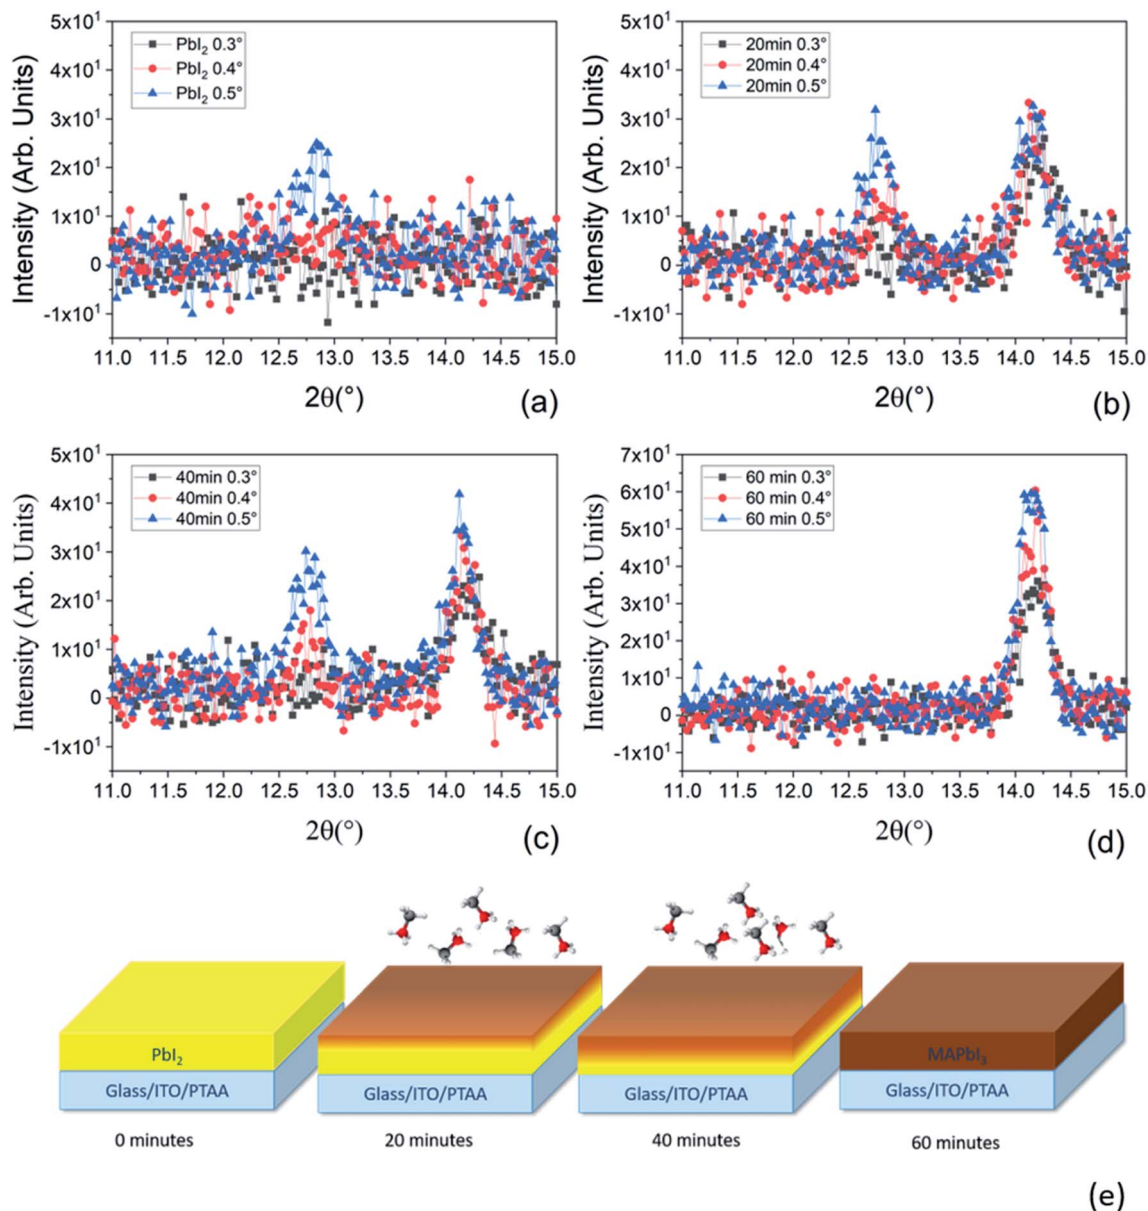 5x10¹
4x10¹
3x10¹
2x10¹
1x10¹
0
-1x10¹
Intensity (Arb. Units)
PbI₂ 0.3°
PbI₂ 0.4°
PbI₂ 0.5°
11.0 11.5 12.0 12.5 13.0 13.5 14.0 14.5 15.0
2θ(°)
(a)
5x10¹
4x10¹
3x10¹
2x10¹
1x10¹
0
-1x10¹
Intensity (Arb. Units)
20min 0.3°
20min 0.4°
20min 0.5°
11.0 11.5 12.0 12.5 13.0 13.5 14.0 14.5 15.0
2θ(°)
(b)
5x10¹
4x10¹
3x10¹
2x10¹
1x10¹
0
-1x10¹
Intensity (Arb. Units)
40min 0.3°
40min 0.4°
40min 0.5°
11.0 11.5 12.0 12.5 13.0 13.5 14.0 14.5 15.0
2θ(°)
(c)
7x10¹
6x10¹
5x10¹
4x10¹
3x10¹
2x10¹
1x10¹
0
-1x10¹
Intensity (Arb. Units)
60 min 0.3°
60 min 0.4°
60 min 0.5°
11.0 11.5 12.0 12.5 13.0 13.5 14.0 14.5 15.0
2θ(°)
(d)
PbI₂
MAPbI₃
Glass/ITO/PTAA
Glass/ITO/PTAA
Glass/ITO/PTAA
Glass/ITO/PTAA
0 minutes
20 minutes
40 minutes
60 minutes
(e)